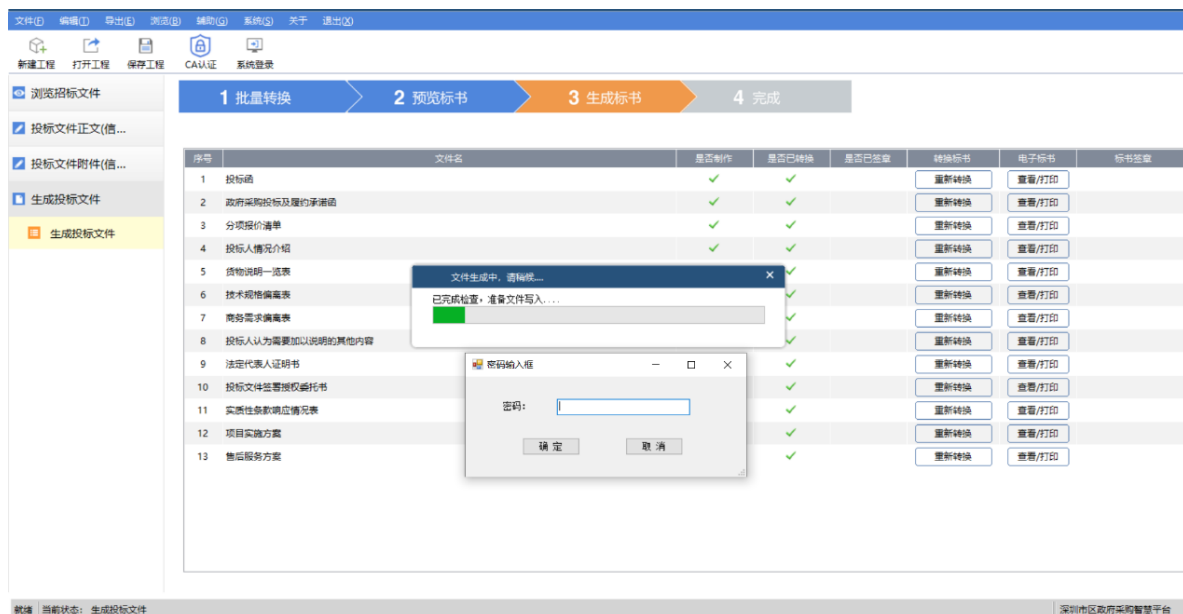 文件(F) 编辑(T) 导出(E) 浏览(B) 辅助(G) 系统(S) 关于 退出(X)
新建工程 打开工程 保存工程 CA认证 系统登录
浏览招标文件
投标文件正文(信...
投标文件附件(信...
生成投标文件
生成投标文件
1 批量转换 2 预览标书 3 生成标书 4 完成
序号 文件名 是否制作 是否已转换 是否已签章 转换标书 电子标书 标书签章
1 投标函 重新转换 查看/打印
2 政府采购投标及履约承诺函 重新转换 查看/打印
3 分项报价清单 重新转换 查看/打印
4 投标人情况介绍 重新转换 查看/打印
5 货物说明一览表 重新转换 查看/打印
6 技术规格偏离表 重新转换 查看/打印
7 商务需求偏离表 重新转换 查看/打印
8 投标人认为需要加以说明的其他内容 重新转换 查看/打印
9 法定代表人证明书 重新转换 查看/打印
10 投标文件签署授权委托书 重新转换 查看/打印
11 实质性条款响应情况表 重新转换 查看/打印
12 项目实施方案 重新转换 查看/打印
13 售后服务方案 重新转换 查看/打印
文件生成中，请稍候....
已完成检查，准备文件写入....
密码输入框
密码:
确定 取消
就绪 当前状态: 生成投标文件 深圳市区政府采购智慧平台